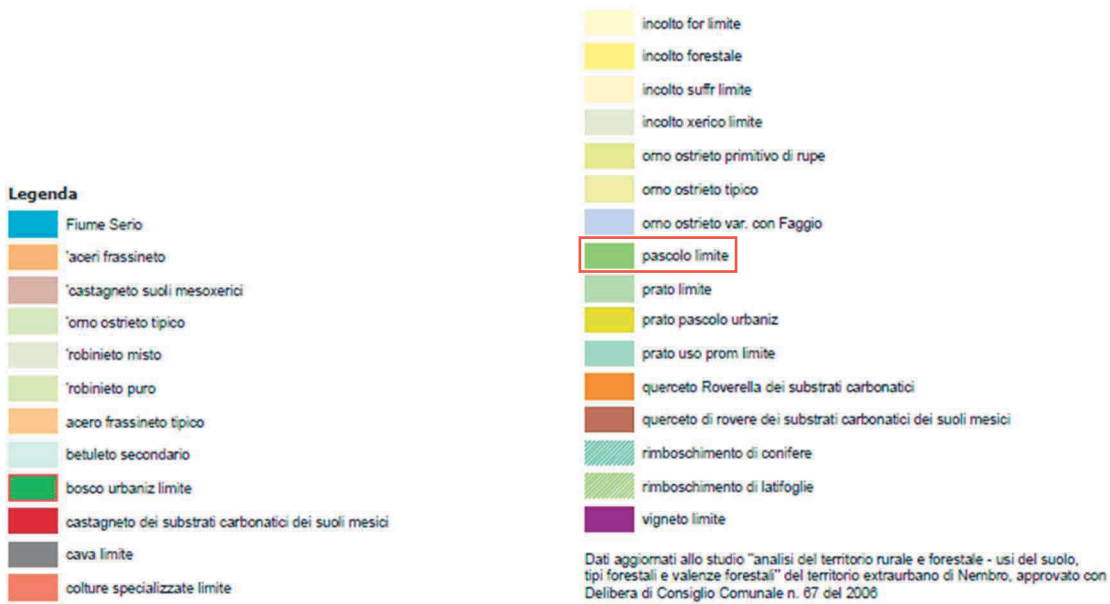 Legenda
Fiume Serio
'aceri frassineto
'castagneto suoli mesoxerici
'orno ostrieto tipico
'robinieto misto
'robinieto puro
acero frassineto tipico
betuleto secondario
bosco urbaniz limite
castagneto dei substrati carbonatici dei suoli mesici
cava limite
colture specializzate limite
incolto for limite
incolto forestale
incolto suffr limite
incolto xerico limite
orno ostrieto primitivo di rupe
orno ostrieto tipico
orno ostrieto var. con Faggio
pascolo limite
prato limite
prato pascolo urbaniz
prato uso prom limite
querceto Roverella dei substrati carbonatici
querceto di rovere dei substrati carbonatici dei suoli mesici
rimboschimento di conifere
rimboschimento di latifoglie
vigneto limite
Dati aggiornati allo studio "analisi del territorio rurale e forestale - usi del suolo,
tipi forestali e valenze forestali" del territorio extraurbano di Nembro, approvato con
Delibera di Consiglio Comunale n. 67 del 2006